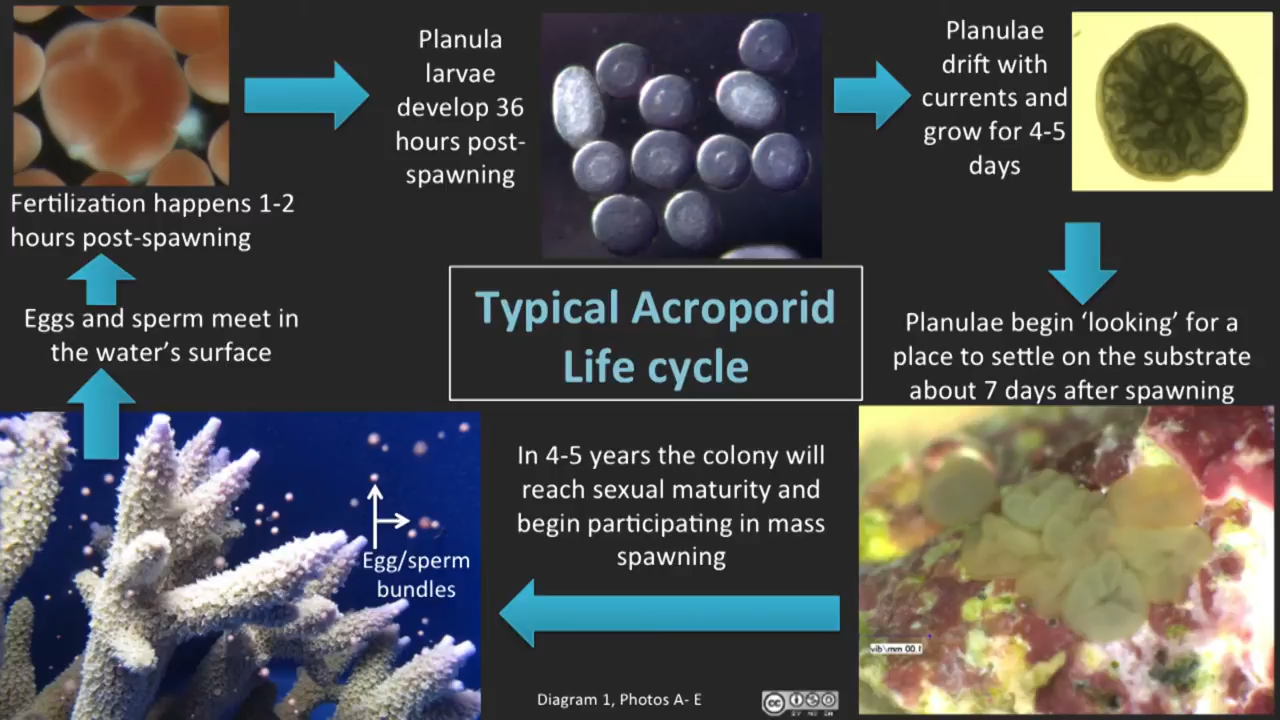 Typical Acroporid
Life cycle
Eggs and sperm meet in
the water's surface
Fertilization happens 1-2
hours post-spawning
Planula
larvae
develop 36
hours post-
spawning
Planulae
drift with
currents and
grow for 4-5
days
Planulae begin ‘looking’ for a
place to settle on the substrate
about 7 days after spawning
In 4-5 years the colony will
reach sexual maturity and
begin participating in mass
spawning
Egg/sperm
bundles
Diagram 1, Photos A- E
cc